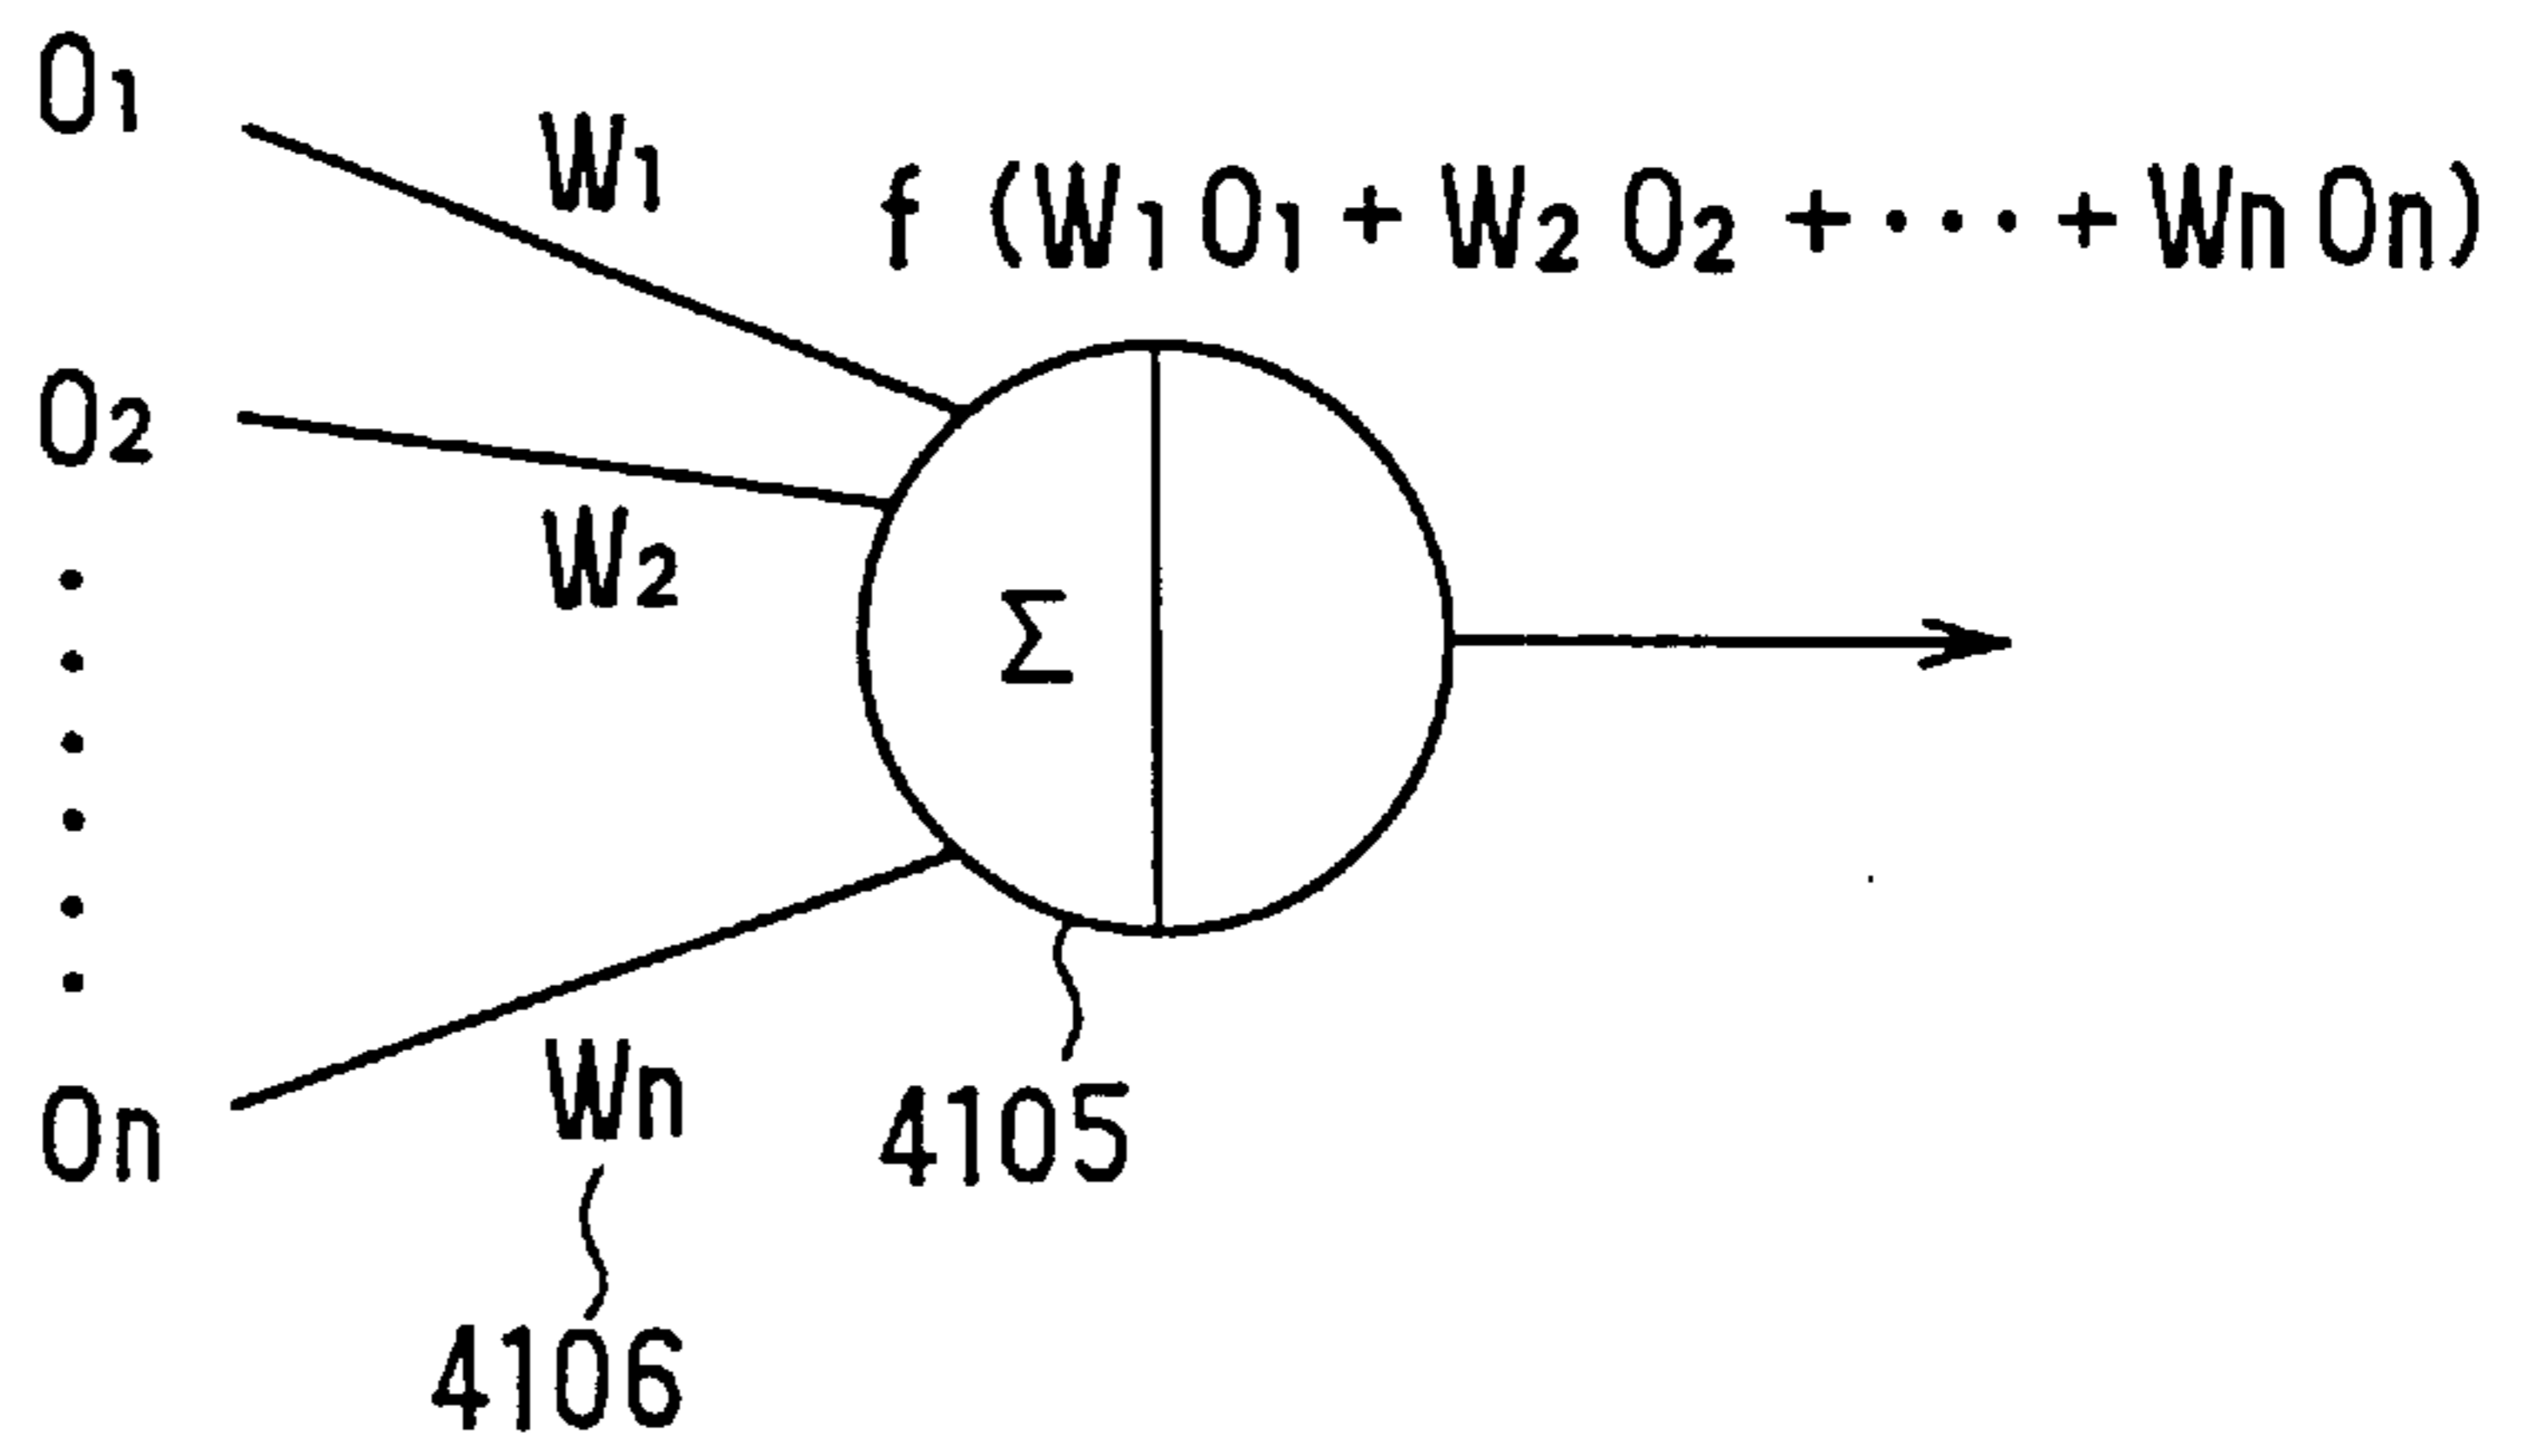 O1
W1
f (W1 O1 + W2 O2 + ··· + Wn On)
O2
W2
Σ
Wn
On
4105
4106